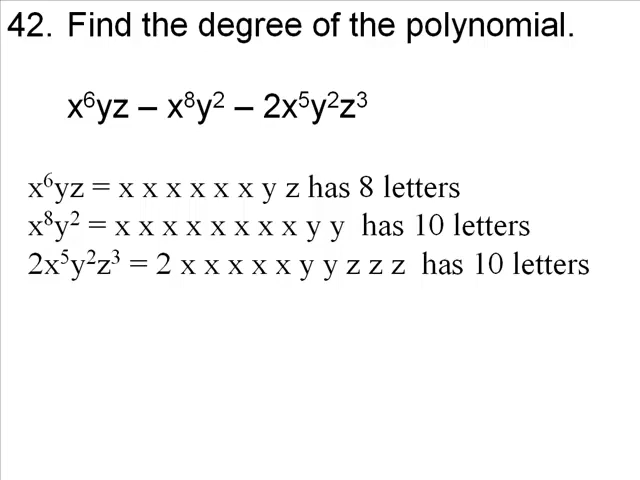 42. Find the degree of the polynomial.
x⁶yz – x⁸y² – 2x⁵y²z³
x⁶yz = x x x x x x y z has 8 letters
x⁸y² = x x x x x x x x y y has 10 letters
2x⁵y²z³ = 2 x x x x x y y z z z has 10 letters